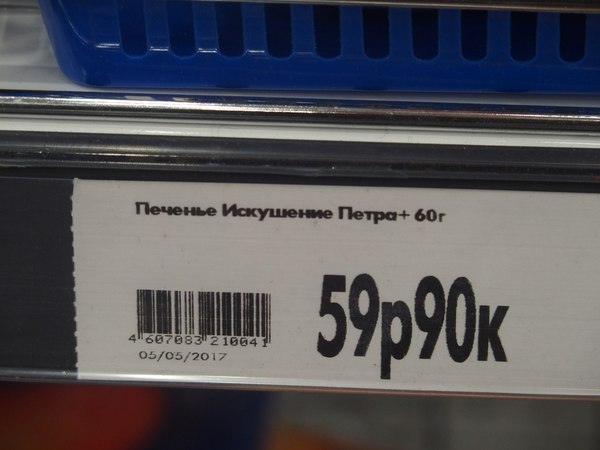 Печенье Искушение Петра+ 60г
59р90к
4 607083 210041
05/05/2017